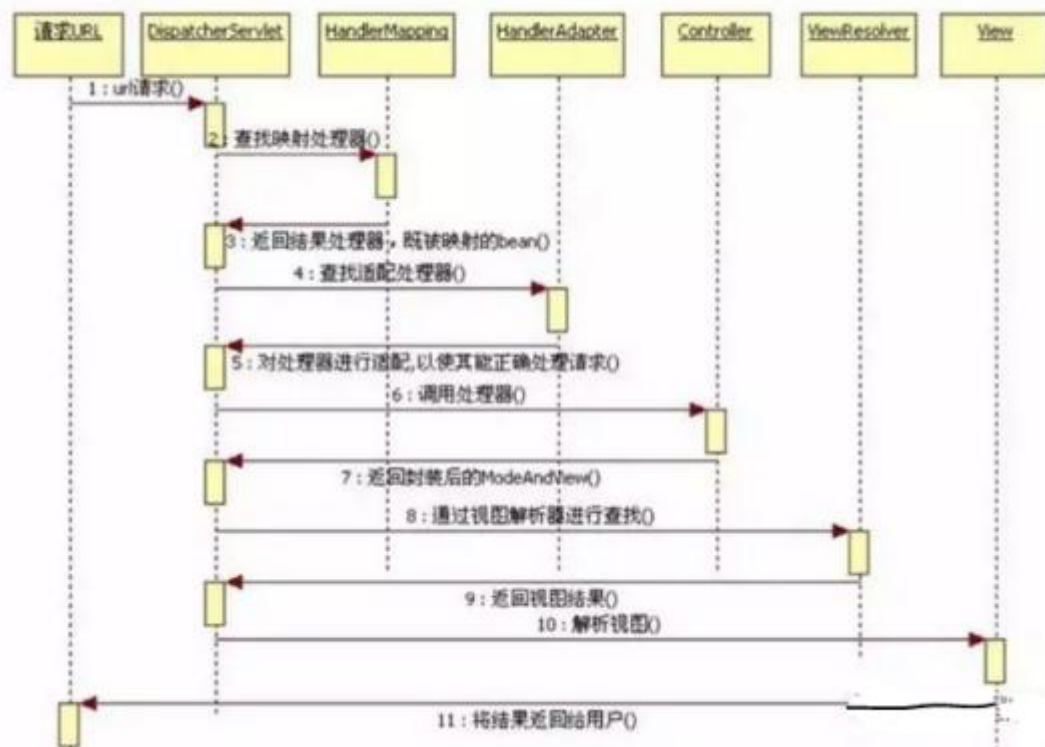 请求URL
DispatcherServlet
HandlerMapping
HandlerAdapter
Controller
ViewResolver
View
1：url请求()
2：查找映射处理器()
3：返回结果处理器，既被映射的bean()
4：查找适配处理器()
5：对处理器进行适配,以使其能正确处理请求()
6：调用处理器()
7：返回封装后的ModeAndView()
8：通过视图解析器进行查找()
9：返回视图结果()
10：解析视图()
11：将结果返回给用户()